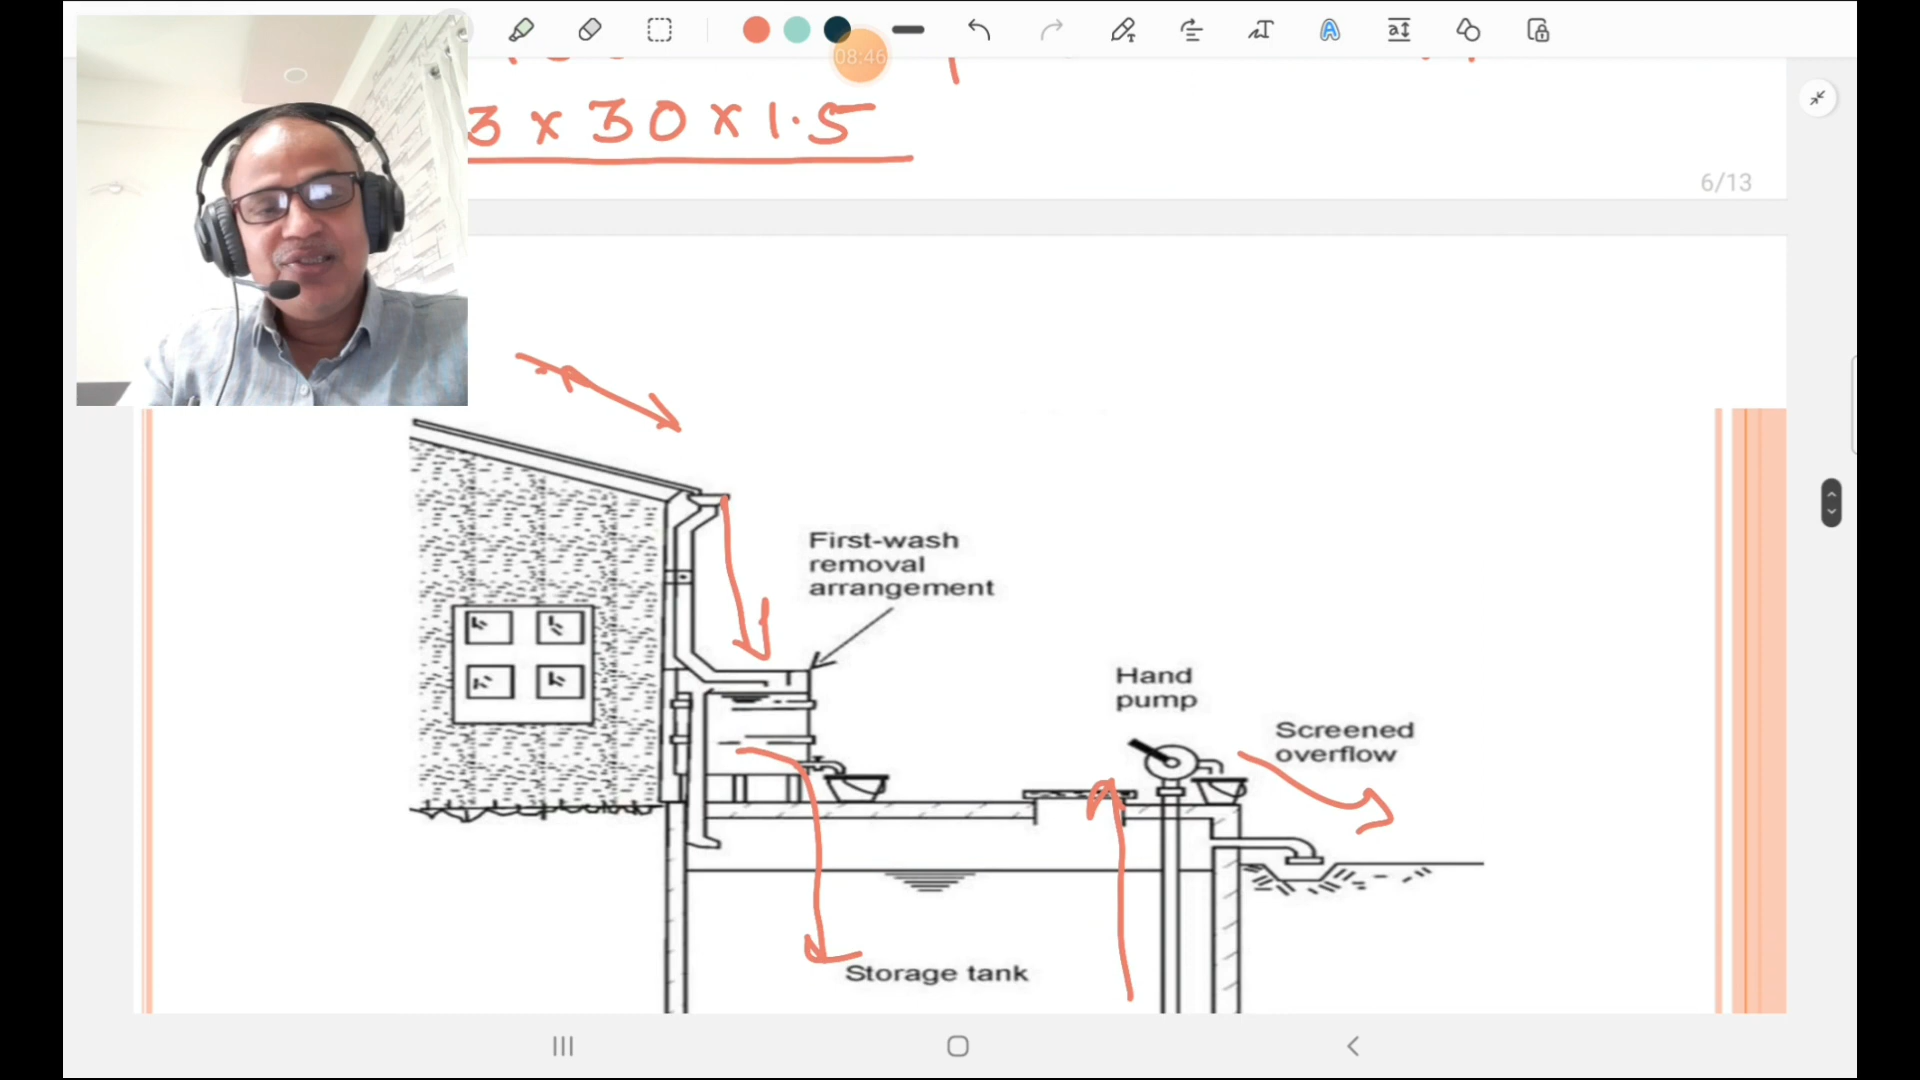 08:46
3 x 30 x 1.5
6/13
First-wash
removal
arrangement
Hand
pump
Screened
overflow
Storage tank